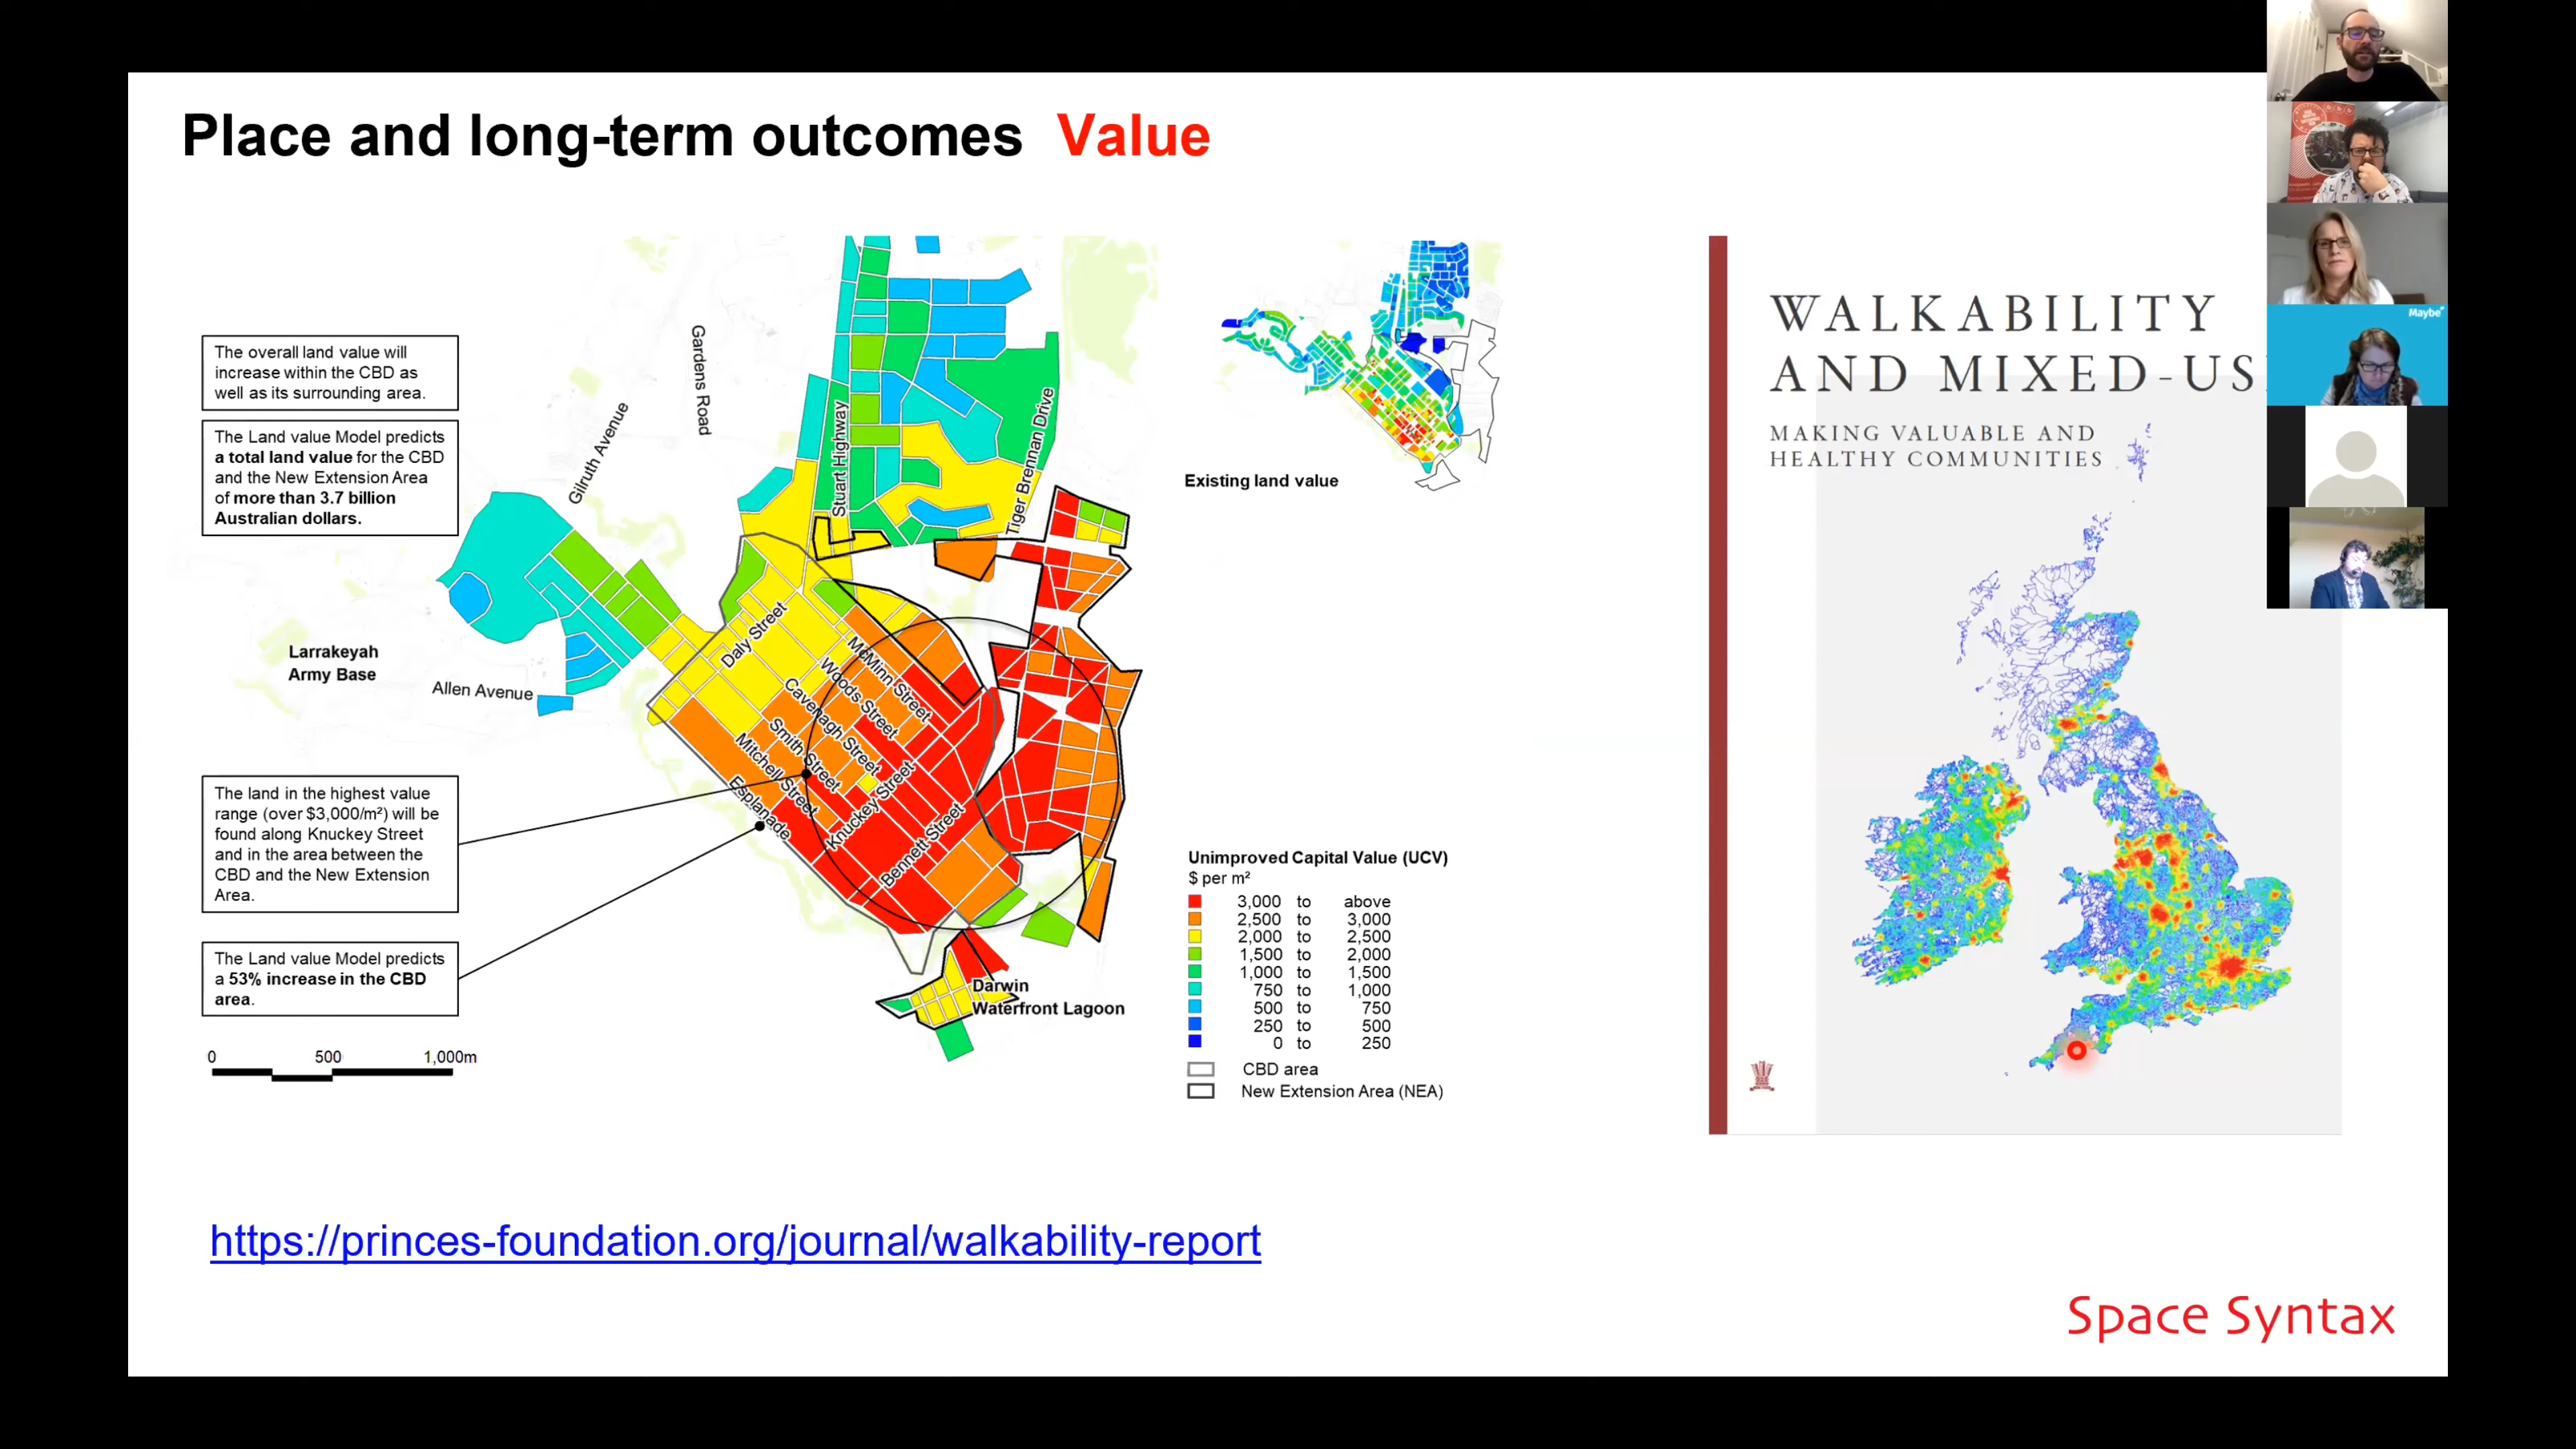 Place and long-term outcomes Value
The overall land value will
increase within the CBD as
well as its surrounding area.
The Land value Model predicts
a total land value for the CBD
and the New Extension Area
of more than 3.7 billion
Australian dollars.
The land in the highest value
range (over $3,000/m²) will be
found along Knuckey Street
and in the area between the
CBD and the New Extension
Area.
The Land value Model predicts
a 53% increase in the CBD
area.
0 500 1,000m
Gardens Road
Gilruth Avenue
Stuart Highway
Tiger Brennan Drive
Larrakeyah
Army Base
Allen Avenue
Daly Street
McMinn Street
Woods Street
Cavenagh Street
Smith Street
Mitchell Street
Esplanade
Knuckey Street
Bennett Street
Darwin
Waterfront Lagoon
Existing land value
Unimproved Capital Value (UCV)
$ per m²
3,000 to above
2,500 to 3,000
2,000 to 2,500
1,500 to 2,000
1,000 to 1,500
750 to 1,000
500 to 750
250 to 500
0 to 250
CBD area
New Extension Area (NEA)
WALKABILITY
AND MIXED-US
MAKING VALUABLE AND
HEALTHY COMMUNITIES
Maybe*
https://princes-foundation.org/journal/walkability-report
Space Syntax